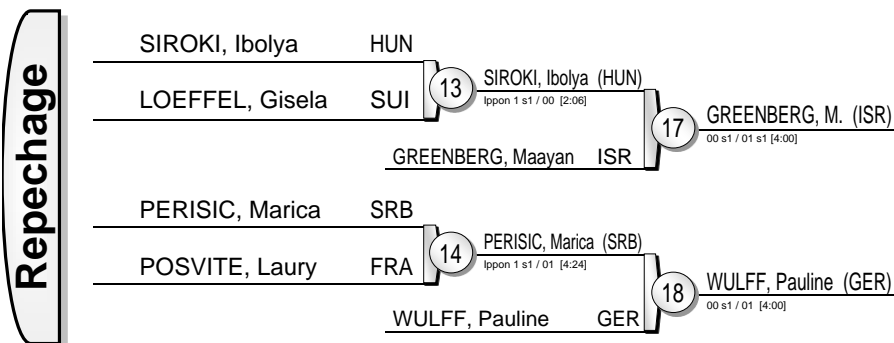 Repechage
SIROKI, Ibolya HUN
LOEFFEL, Gisela SUI
13
SIROKI, Ibolya (HUN)
Ippon 1 s1 / 00 [2:06]
GREENBERG, Maayan ISR
17
GREENBERG, M. (ISR)
00 s1 / 01 s1 [4:00]
PERISIC, Marica SRB
POSVITE, Laury FRA
14
PERISIC, Marica (SRB)
Ippon 1 s1 / 01 [4:24]
WULFF, Pauline GER
18
WULFF, Pauline (GER)
00 s1 / 01 [4:00]